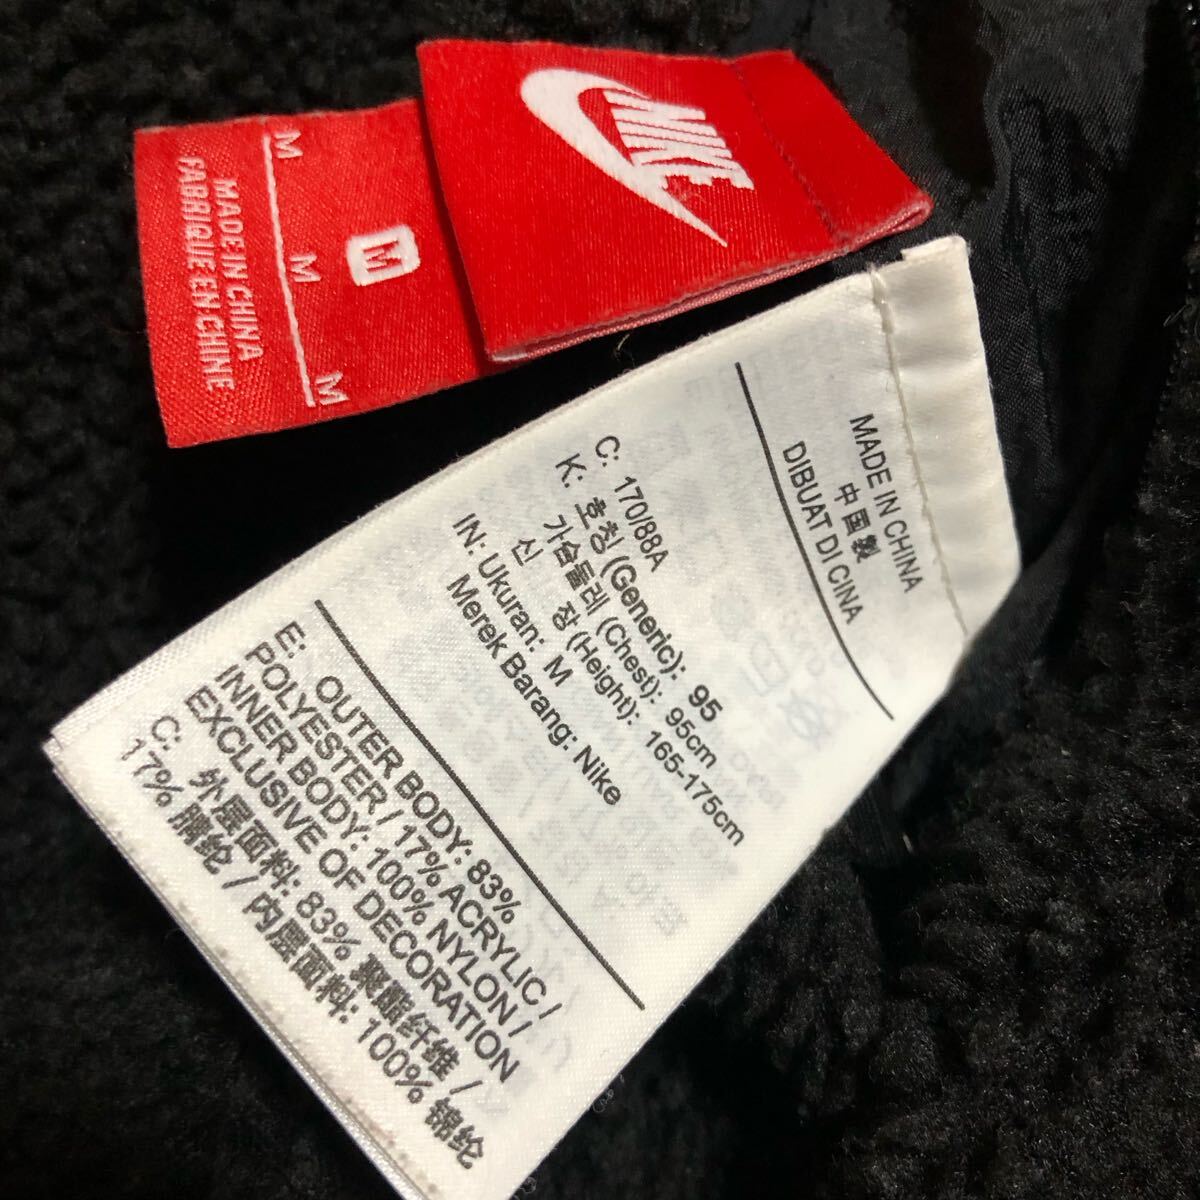 NIKE
M
M
M
M
MADE IN CHINA
FABRIQUE EN CHINE
MADE IN CHINA
中国製
DIBUAT DI CINA
C: 170/88A
K: 호칭 (Generic): 95
가슴둘레 (Chest): 95cm
신 장 (Height): 165-175cm
IN: Ukuran: M
Merek Barang: Nike
E: OUTER BODY: 83%
POLYESTER / 17% ACRYLIC /
INNER BODY: 100% NYLON /
EXCLUSIVE OF DECORATION
C: 外层面料: 83% 聚酯纤维 /
17% 腈纶 / 内层面料: 100% 锦纶